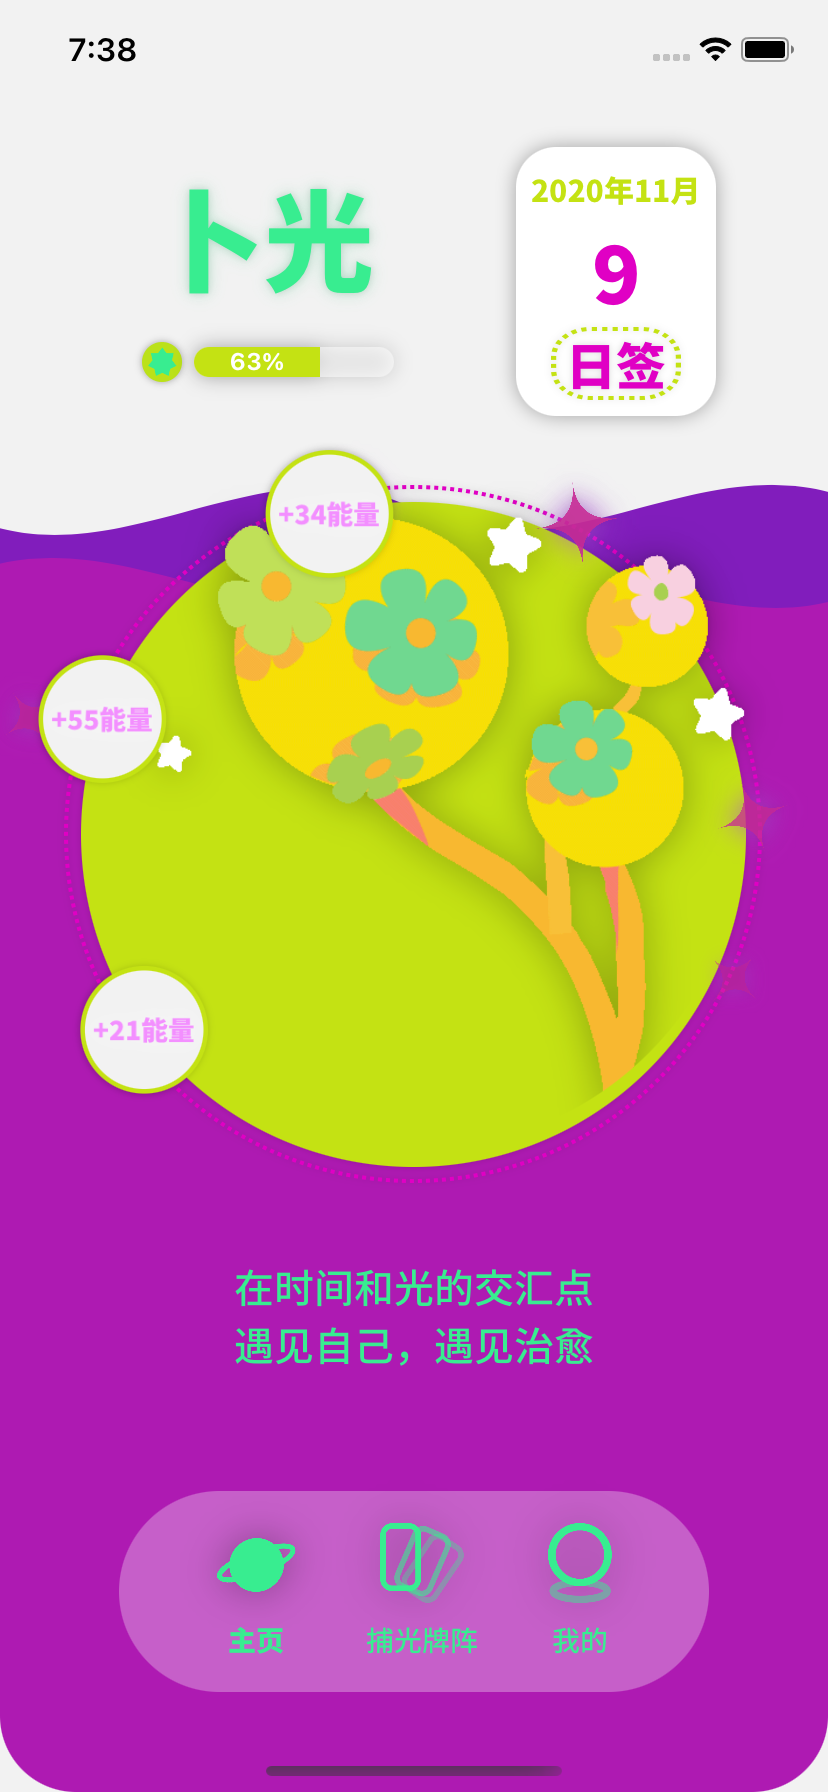 7:38
卜光
63%
2020年11月
9
日签
+34能量
+55能量
+21能量
在时间和光的交汇点
遇见自己，遇见治愈
主页
捕光牌阵
我的